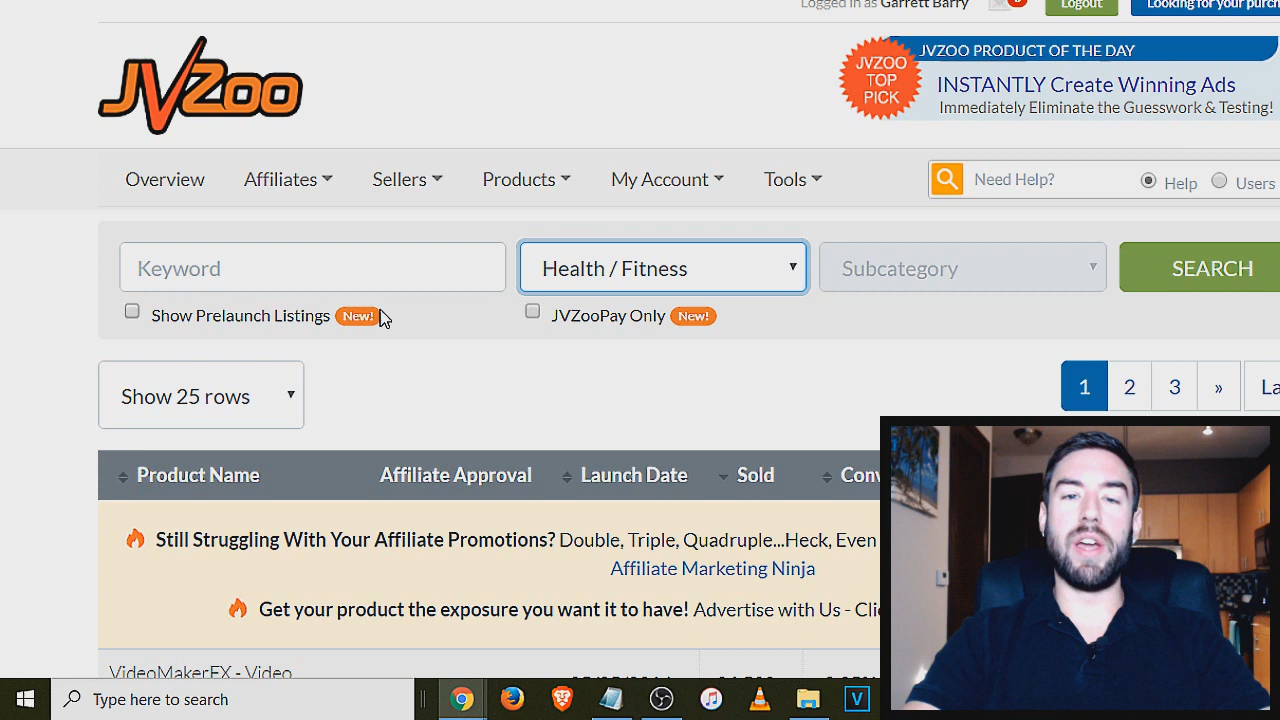 Logged in as Garrett Barry
Logout
Looking for your purch
JVZoo
JVZOO TOP PICK
JVZOO PRODUCT OF THE DAY
INSTANTLY Create Winning Ads
Immediately Eliminate the Guesswork & Testing!
Overview
Affiliates
Sellers
Products
My Account
Tools
Need Help?
Help
Users
Keyword
Health / Fitness
Subcategory
SEARCH
Show Prelaunch Listings New!
JVZooPay Only New!
Show 25 rows
1 2 3 » La
Product Name
Affiliate Approval
Launch Date
Sold
Conv
Still Struggling With Your Affiliate Promotions? Double, Triple, Quadruple...Heck, Even
Affiliate Marketing Ninja
Get your product the exposure you want it to have! Advertise with Us - Clic
VideoMakerFX - Video
Type here to search
V